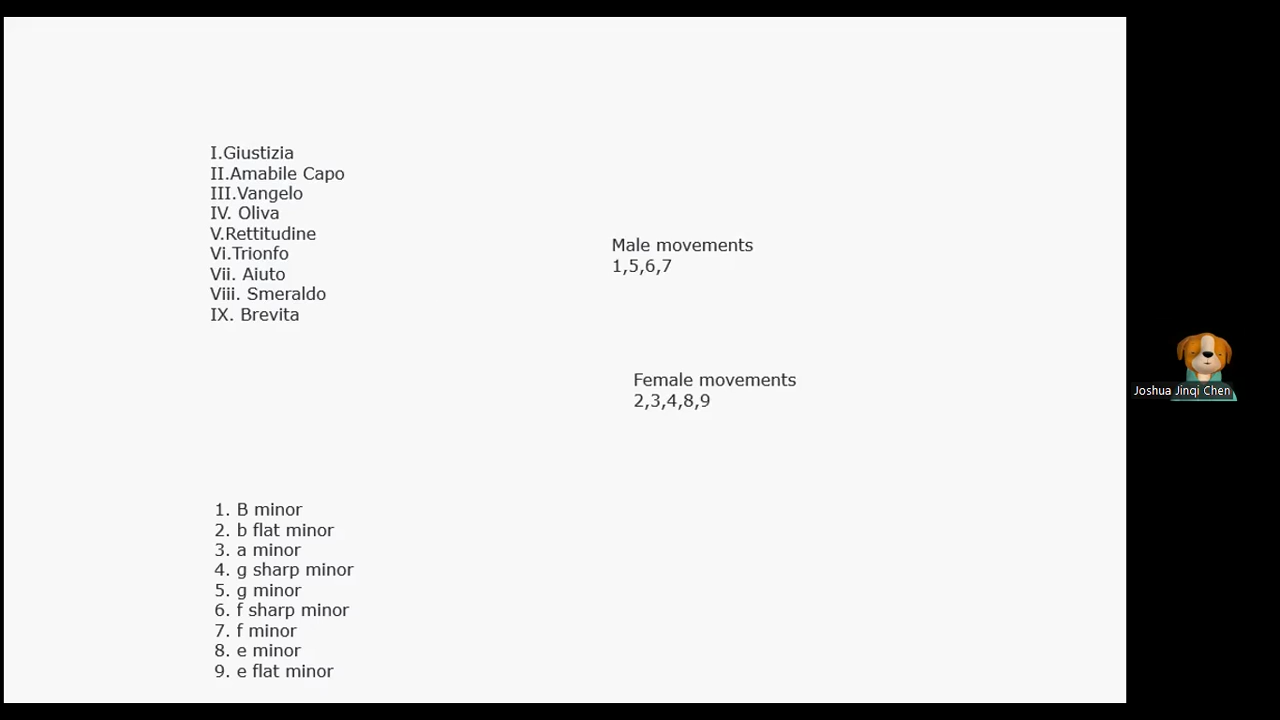 I.Giustizia
II.Amabile Capo
III.Vangelo
IV. Oliva
V.Rettitudine
Vi.Trionfo
Vii. Aiuto
Viii. Smeraldo
IX. Brevita
Male movements
1,5,6,7
Female movements
2,3,4,8,9
1. B minor
2. b flat minor
3. a minor
4. g sharp minor
5. g minor
6. f sharp minor
7. f minor
8. e minor
9. e flat minor
Joshua Jinqi Chen